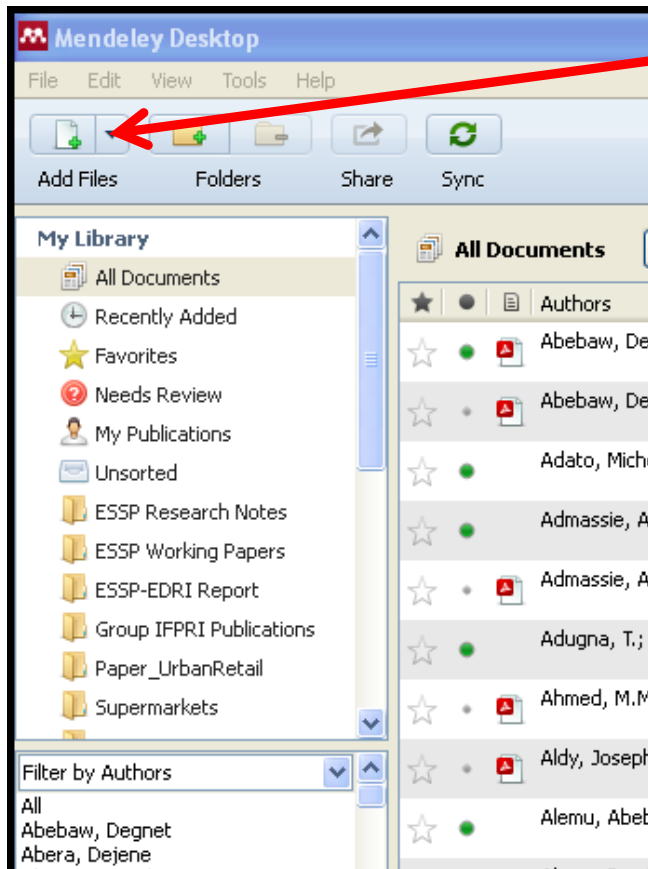 Mendeley Desktop
File Edit View Tools Help
Add Files Folders Share Sync
My Library
All Documents
Recently Added
Favorites
Needs Review
My Publications
Unsorted
ESSP Research Notes
ESSP Working Papers
ESSP-EDRI Report
Group IFPRI Publications
Paper_UrbanRetail
Supermarkets
Filter by Authors
All
Abebaw, Degnet
Abera, Dejene
All Documents
Authors
Abebaw, De
Abebaw, De
Adato, Mich
Admassie, A
Admassie, A
Adugna, T.;
Ahmed, M.M
Aldy, Joseph
Alemu, Abeb